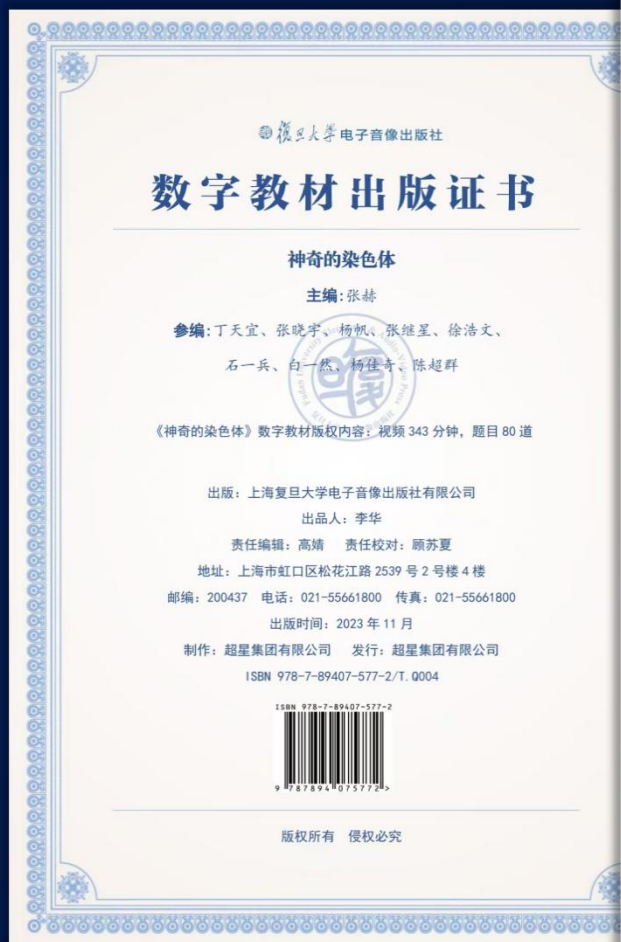 復旦大学 电子音像出版社
数字教材出版证书
神奇的染色体
主编：张赫
参编：丁天宜、张晓宇、杨帆、张继星、徐浩文、
石一兵、白一然、杨佳奇、陈超群
《神奇的染色体》数字教材版权内容：视频 343 分钟，题目 80 道
出版：上海复旦大学电子音像出版社有限公司
出品人：李华
责任编辑：高婧 责任校对：顾苏夏
地址：上海市虹口区松花江路 2539 号 2 号楼 4 楼
邮编：200437 电话：021-55661800 传真：021-55661800
出版时间：2023 年 11 月
制作：超星集团有限公司 发行：超星集团有限公司
ISBN 978-7-89407-577-2/T.Q004
ISBN 978-7-89407-577-2
9 787894 075772 >
版权所有 侵权必究